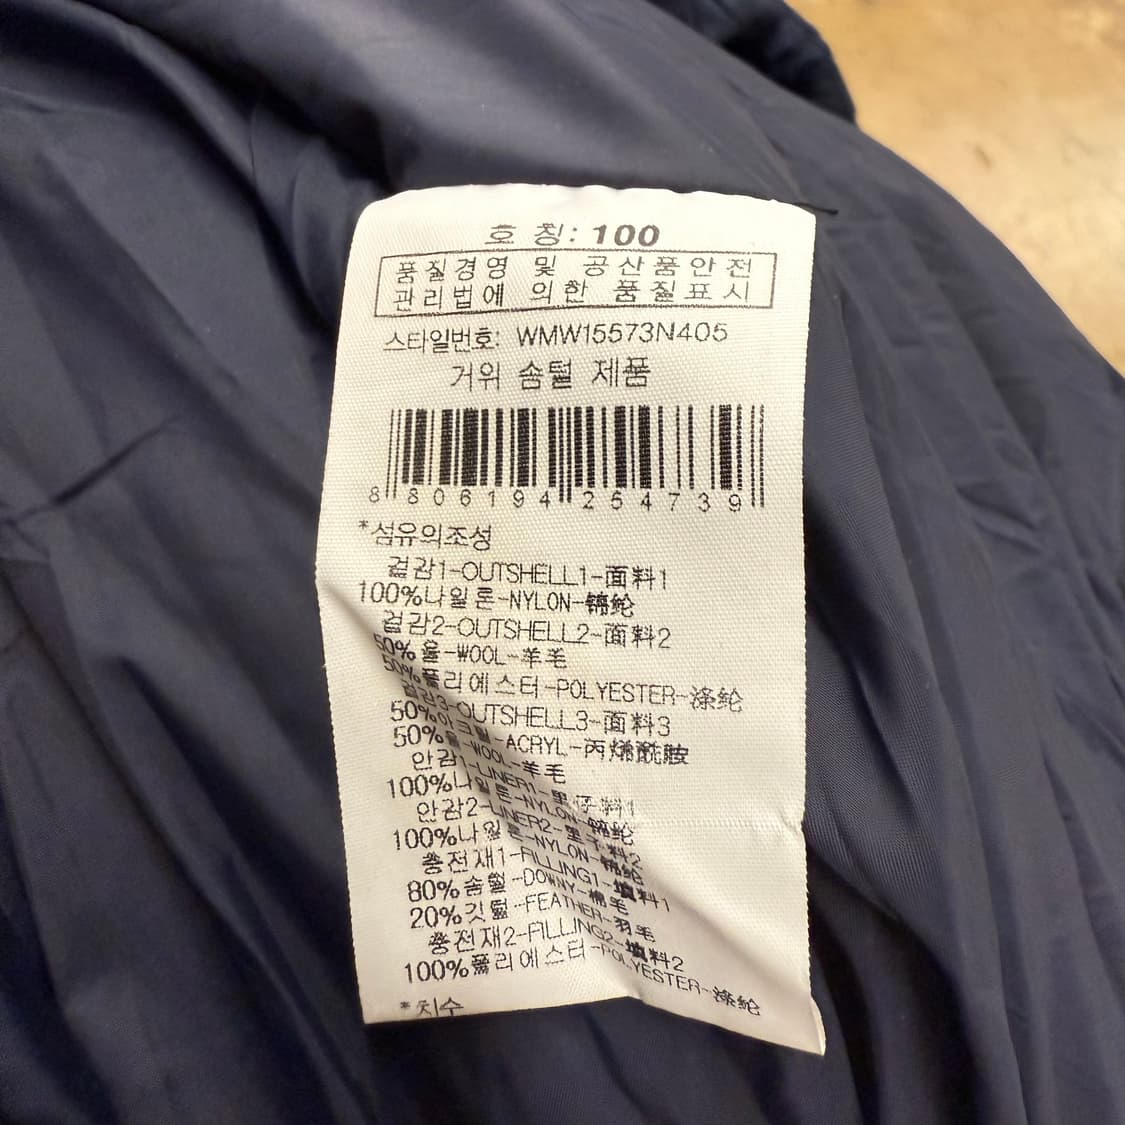 호 칭: 100
품질경영 및 공산품안전
관리법에 의한 품질표시
스타일번호: WMW15573N405
거위 솜털 제품
8 806194 254739
*섬유의조성
겉감1-OUTSHELL1-面料1
100%나일론-NYLON-锦纶
겉감2-OUTSHELL2-面料2
50%울-WOOL-羊毛
50%폴리에스터-POLYESTER-涤纶
겉감3-OUTSHELL3-面料3
50%아크릴-ACRYL-丙烯酰胺
50%울-WOOL-羊毛
안감1-LINER1-里子料1
100%나일론-NYLON-锦纶
안감2-LINER2-里子料2
100%나일론-NYLON-锦纶
충전재1-FILLING1-填料1
80%솜털-DOWNY-棉毛
20%깃털-FEATHER-羽毛
충전재2-FILLING2-填料2
100%폴리에스터-POLYESTER-涤纶
*치수